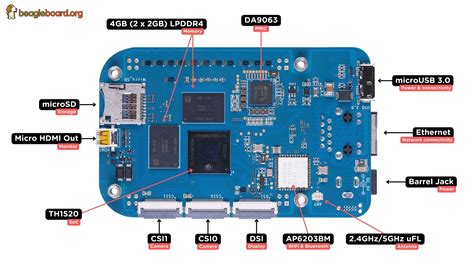 beagleboard.org
4GB (2 x 2GB) LPDDR4
Memory
DA9063
PMIC
microUSB 3.0
Power & connectivity
microSD
Storage
Micro HDMI Out
Monitor
Ethernet
Network connectivity
Barrel Jack
Power
TH1520
SoC
CSI1
Camera
CSI0
Camera
DSI
Display
AP6203BM
WiFi & Bluetooth
2.4GHz/5GHz uFL
Antenna